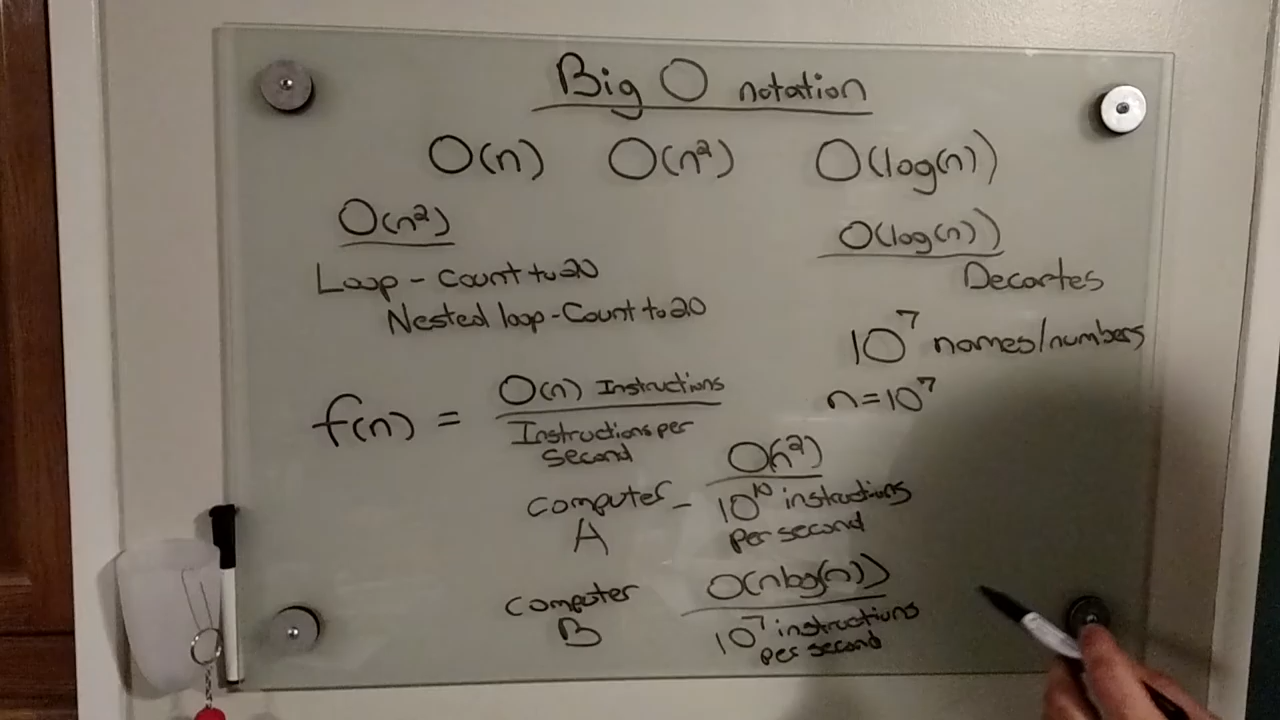 Big O notation
O(n) O(n²) O(log(n))
O(n²)
Loop - Count to 20
Nested loop - Count to 20
O(log(n))
Decartes
10⁷ names/numbers
n=10⁷
f(n) = O(n) Instructions
Instructions per
second
Computer A - O(n²)
10¹⁰ instructions
per second
Computer B O(nlog(n))
10⁷ instructions
per second